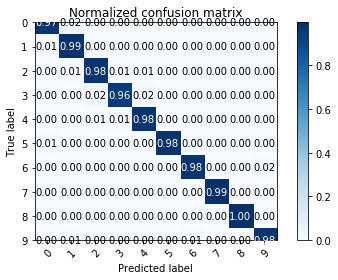 Normalized confusion matrix
0 0.97 0.02 0.00 0.00 0.00 0.00 0.00 0.00 0.00 0.00
1 0.01 0.99 0.00 0.00 0.00 0.00 0.00 0.00 0.00 0.00
2 0.00 0.01 0.98 0.01 0.01 0.00 0.00 0.00 0.00 0.00
3 0.00 0.00 0.02 0.96 0.02 0.00 0.00 0.00 0.00 0.00
4 0.00 0.00 0.01 0.01 0.98 0.00 0.00 0.00 0.00 0.00
5 0.01 0.00 0.00 0.00 0.00 0.98 0.00 0.00 0.00 0.00
6 0.00 0.00 0.00 0.00 0.00 0.00 0.98 0.00 0.00 0.02
7 0.00 0.00 0.00 0.00 0.00 0.00 0.00 0.99 0.00 0.00
8 0.00 0.00 0.00 0.00 0.00 0.00 0.00 0.00 1.00 0.00
9 0.00 0.01 0.00 0.00 0.00 0.00 0.01 0.00 0.00 0.98
0 1 2 3 4 5 6 7 8 9
True label
Predicted label
0.8
0.6
0.4
0.2
0.0